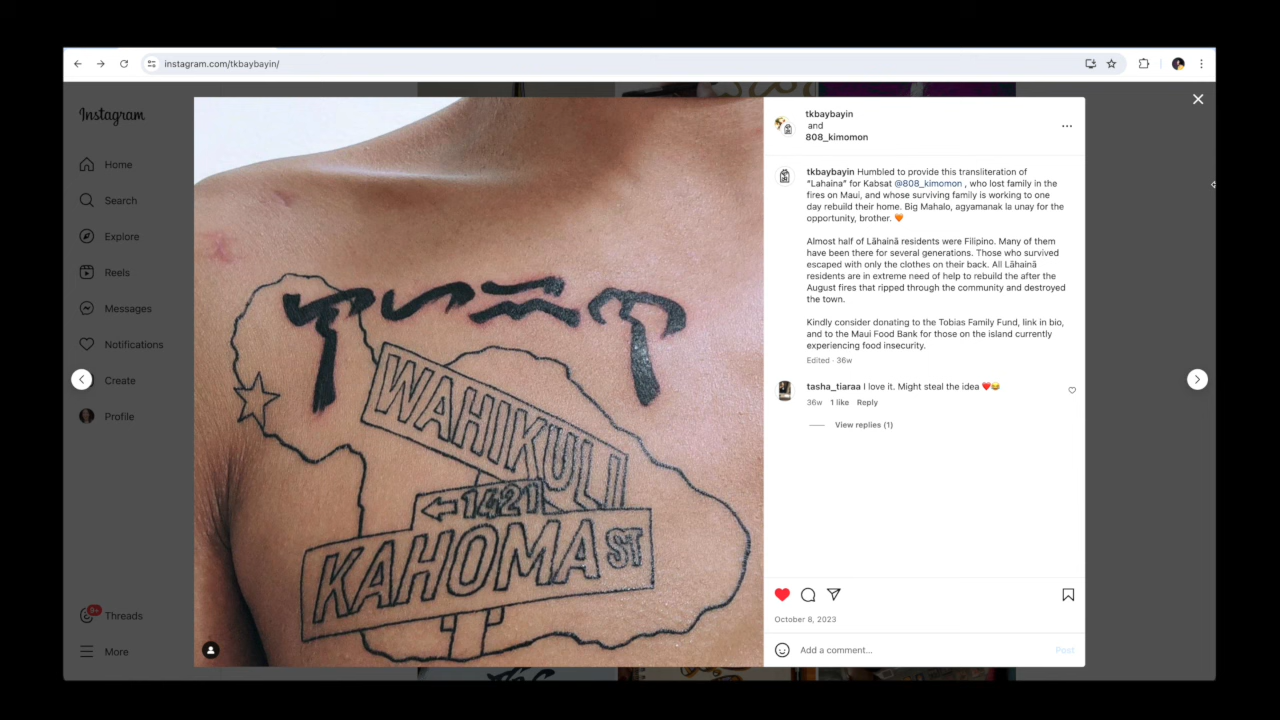 instagram.com/tkbaybayin/
Instagram
Home
Search
Explore
Reels
Messages
Notifications
Create
Profile
9+
Threads
More
ᜎᜑᜁᜈ
WAHIKULI
1421
KAHOMA ST
tkbaybayin
and
808_kimomon
tkbaybayin Humbled to provide this transliteration of
“Lahaina” for Kabsat @808_kimomon , who lost family in the
fires on Maui, and whose surviving family is working to one
day rebuild their home. Big Mahalo, agyamanak la unay for the
opportunity, brother. 🧡
Almost half of Lāhainā residents were Filipino. Many of them
have been there for several generations. Those who survived
escaped with only the clothes on their back. All Lāhainā
residents are in extreme need of help to rebuild the after the
August fires that ripped through the community and destroyed
the town.
Kindly consider donating to the Tobias Family Fund, link in bio,
and to the Maui Food Bank for those on the island currently
experiencing food insecurity.
Edited · 36w
tasha_tiaraa I love it. Might steal the idea ❤️😂
36w 1 like Reply
View replies (1)
October 8, 2023
Add a comment...
Post